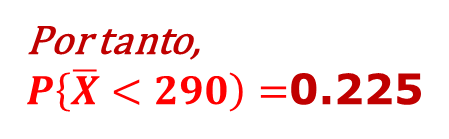 Portanto,
P{X̅ < 290) =0.225